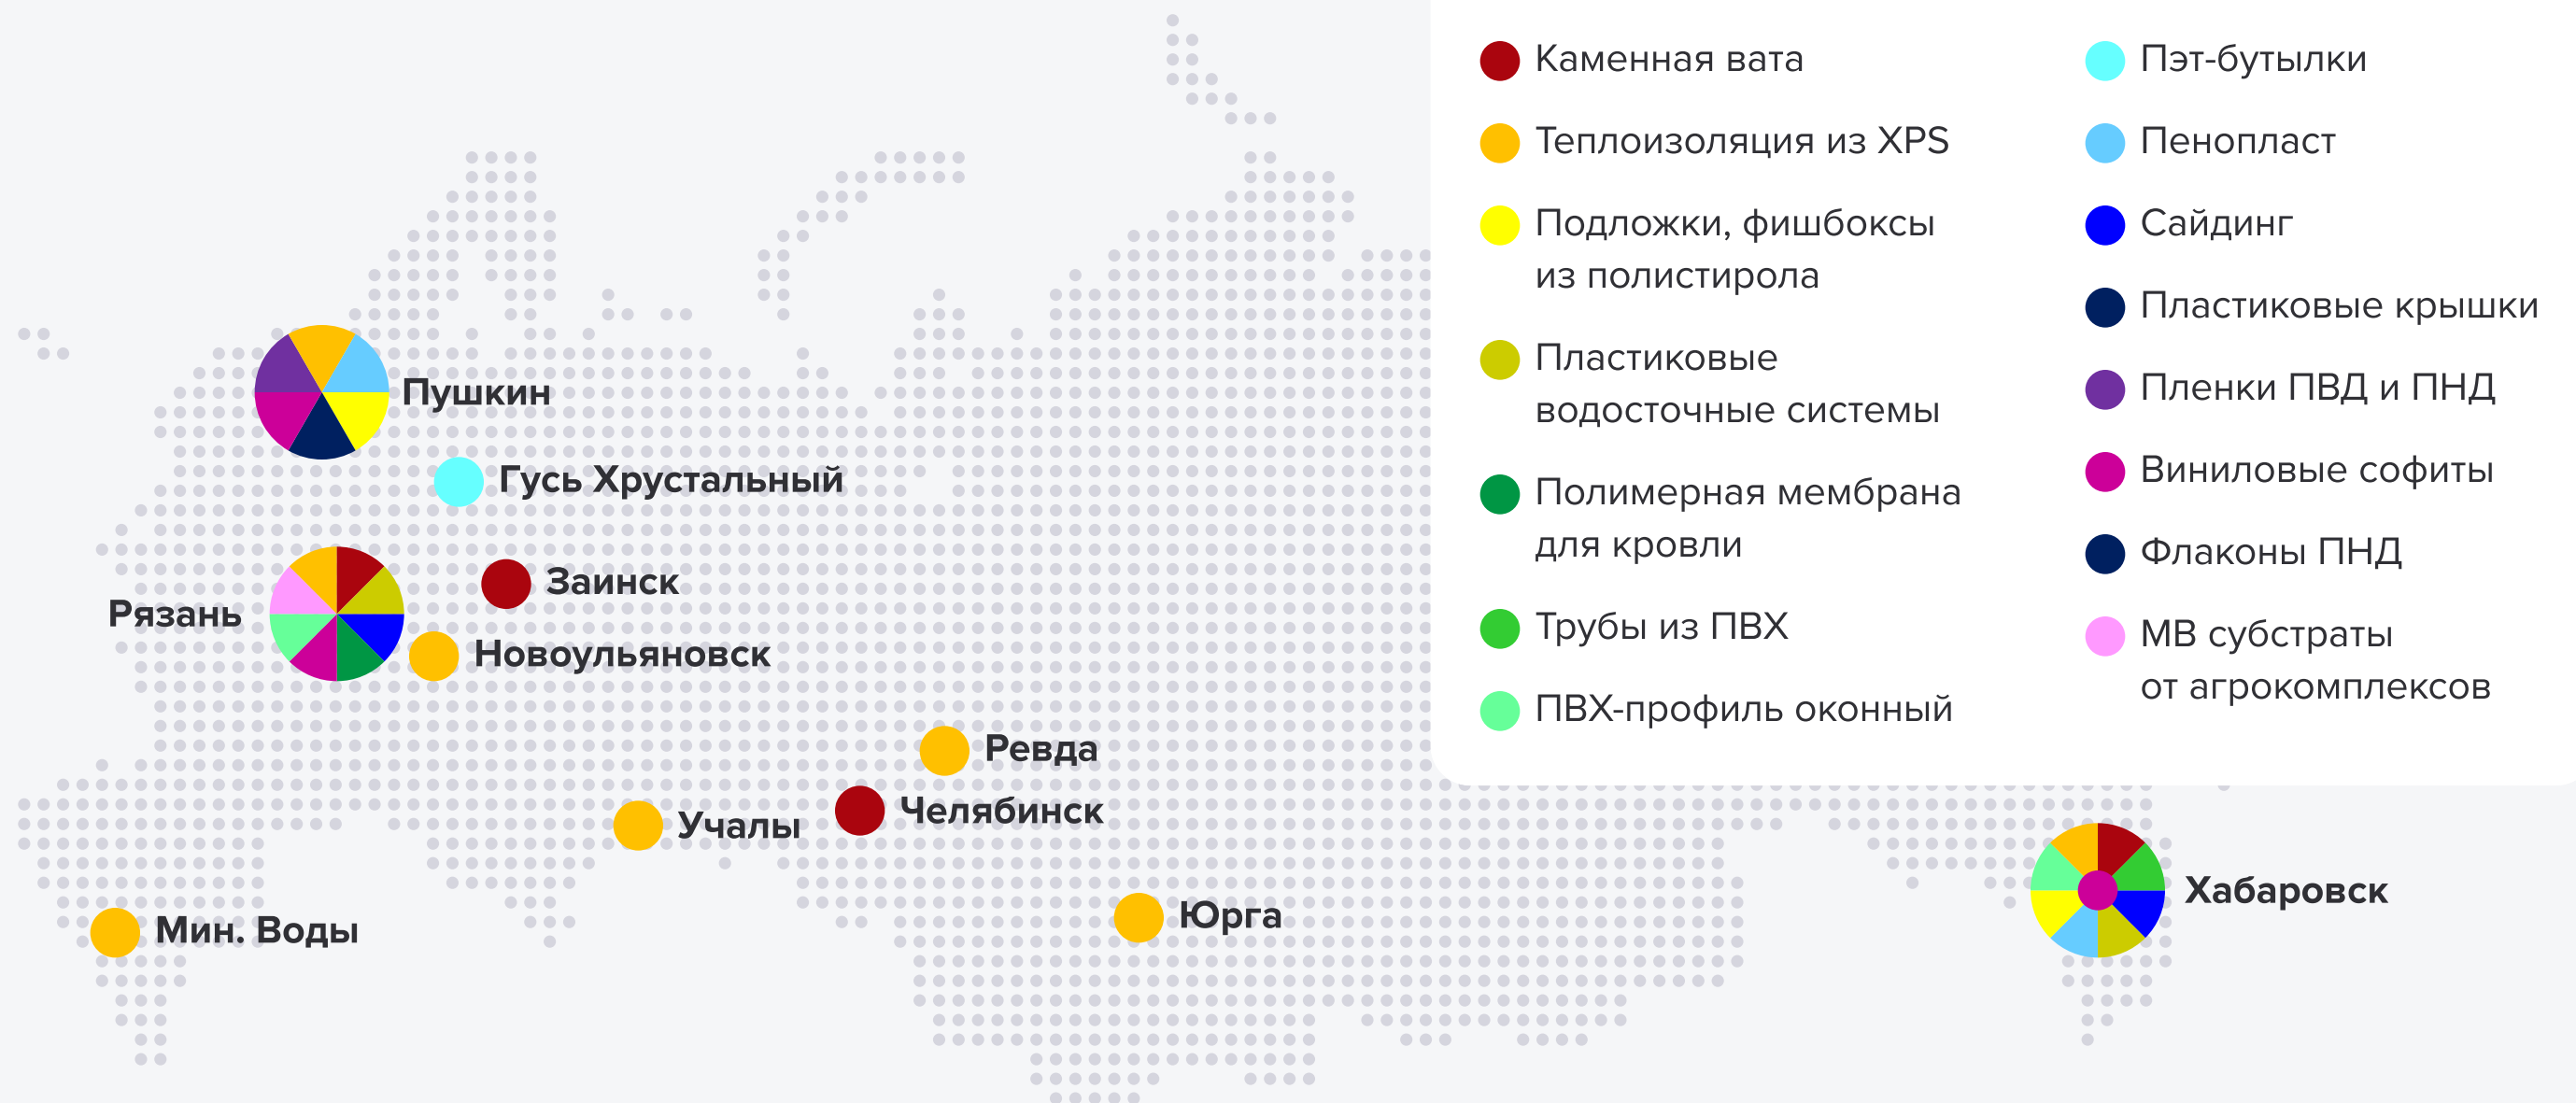 Каменная вата
Теплоизоляция из XPS
Подложки, фишбоксы
из полистирола
Пластиковые
водосточные системы
Полимерная мембрана
для кровли
Трубы из ПВХ
ПВХ-профиль оконный
Пэт-бутылки
Пенопласт
Сайдинг
Пластиковые крышки
Пленки ПВД и ПНД
Виниловые софиты
Флаконы ПНД
МВ субстраты
от агрокомплексов
Пушкин
Гусь Хрустальный
Заинск
Рязань
Новоульяновск
Ревда
Челябинск
Учалы
Юрга
Мин. Воды
Хабаровск